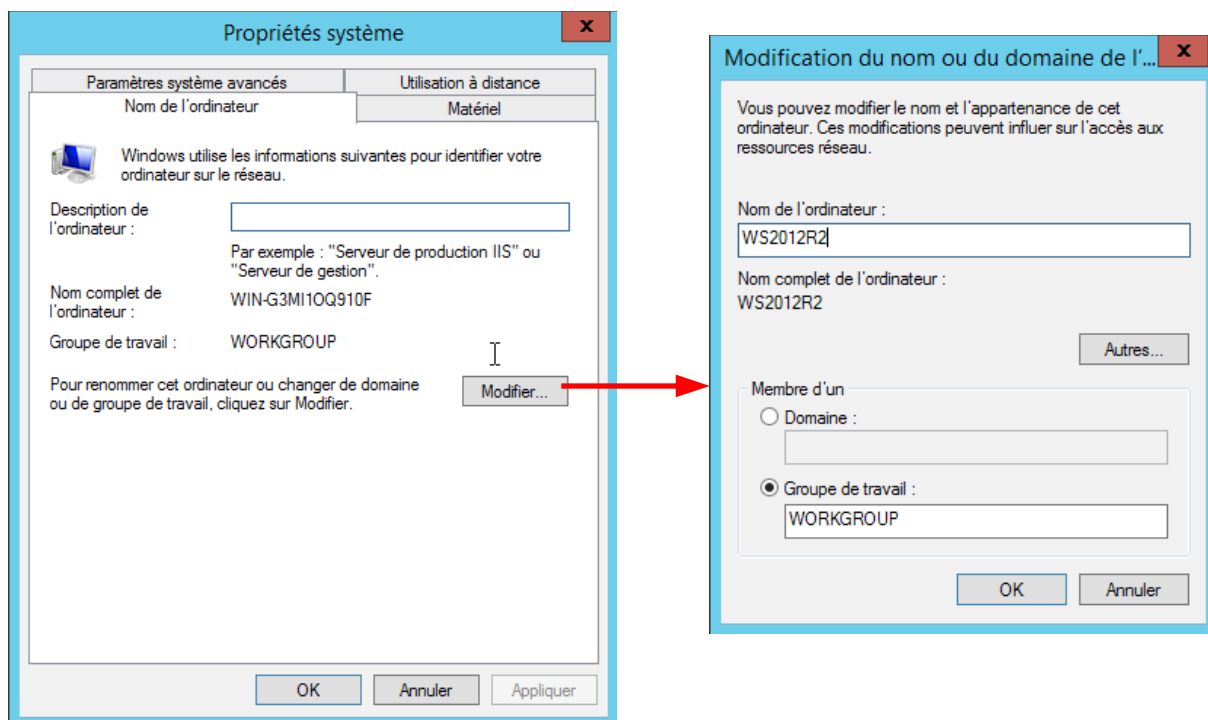 Propriétés système
x
Paramètres système avancés
Utilisation à distance
Nom de l'ordinateur
Matériel
Windows utilise les informations suivantes pour identifier votre
ordinateur sur le réseau.
Description de
l'ordinateur :
Par exemple : "Serveur de production IIS" ou
"Serveur de gestion".
Nom complet de
l'ordinateur :
WIN-G3MI1OQ910F
Groupe de travail :
WORKGROUP
Pour renommer cet ordinateur ou changer de domaine
ou de groupe de travail, cliquez sur Modifier.
Modifier...
OK
Annuler
Appliquer
Modification du nom ou du domaine de l'...
x
Vous pouvez modifier le nom et l'appartenance de cet
ordinateur. Ces modifications peuvent influer sur l'accès aux
ressources réseau.
Nom de l'ordinateur :
WS2012R2
Nom complet de l'ordinateur :
WS2012R2
Autres...
Membre d'un
Domaine :
Groupe de travail :
WORKGROUP
OK
Annuler